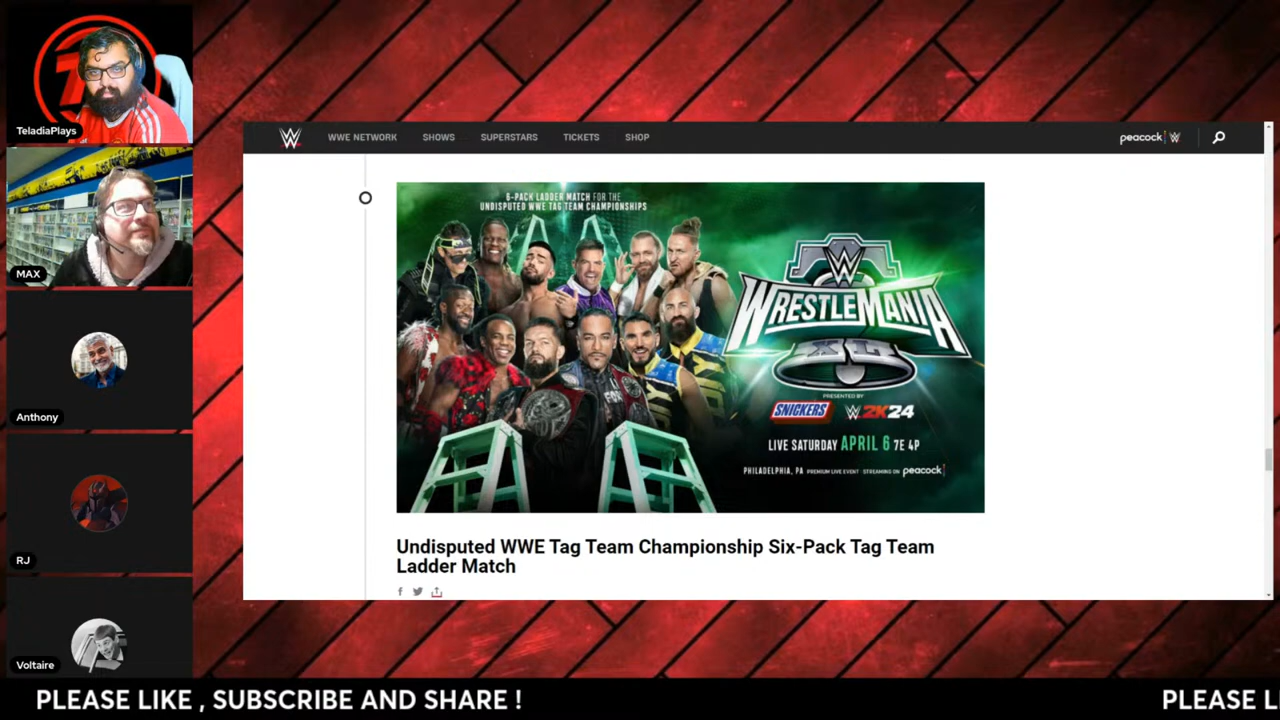 TeladiaPlays
MAX
Anthony
RJ
Voltaire
W
WWE NETWORK SHOWS SUPERSTARS TICKETS SHOP
peacock W
6-PACK LADDER MATCH FOR THE
UNDISPUTED WWE TAG TEAM CHAMPIONSHIPS
W
WRESTLEMANIA
XL
PRESENTED BY
SNICKERS W 2K24
LIVE SATURDAY APRIL 6 7E 4P
PHILADELPHIA, PA PREMIUM LIVE EVENT STREAMING ON peacock
Undisputed WWE Tag Team Championship Six-Pack Tag Team
Ladder Match
PLEASE LIKE , SUBSCRIBE AND SHARE ! PLEASE L